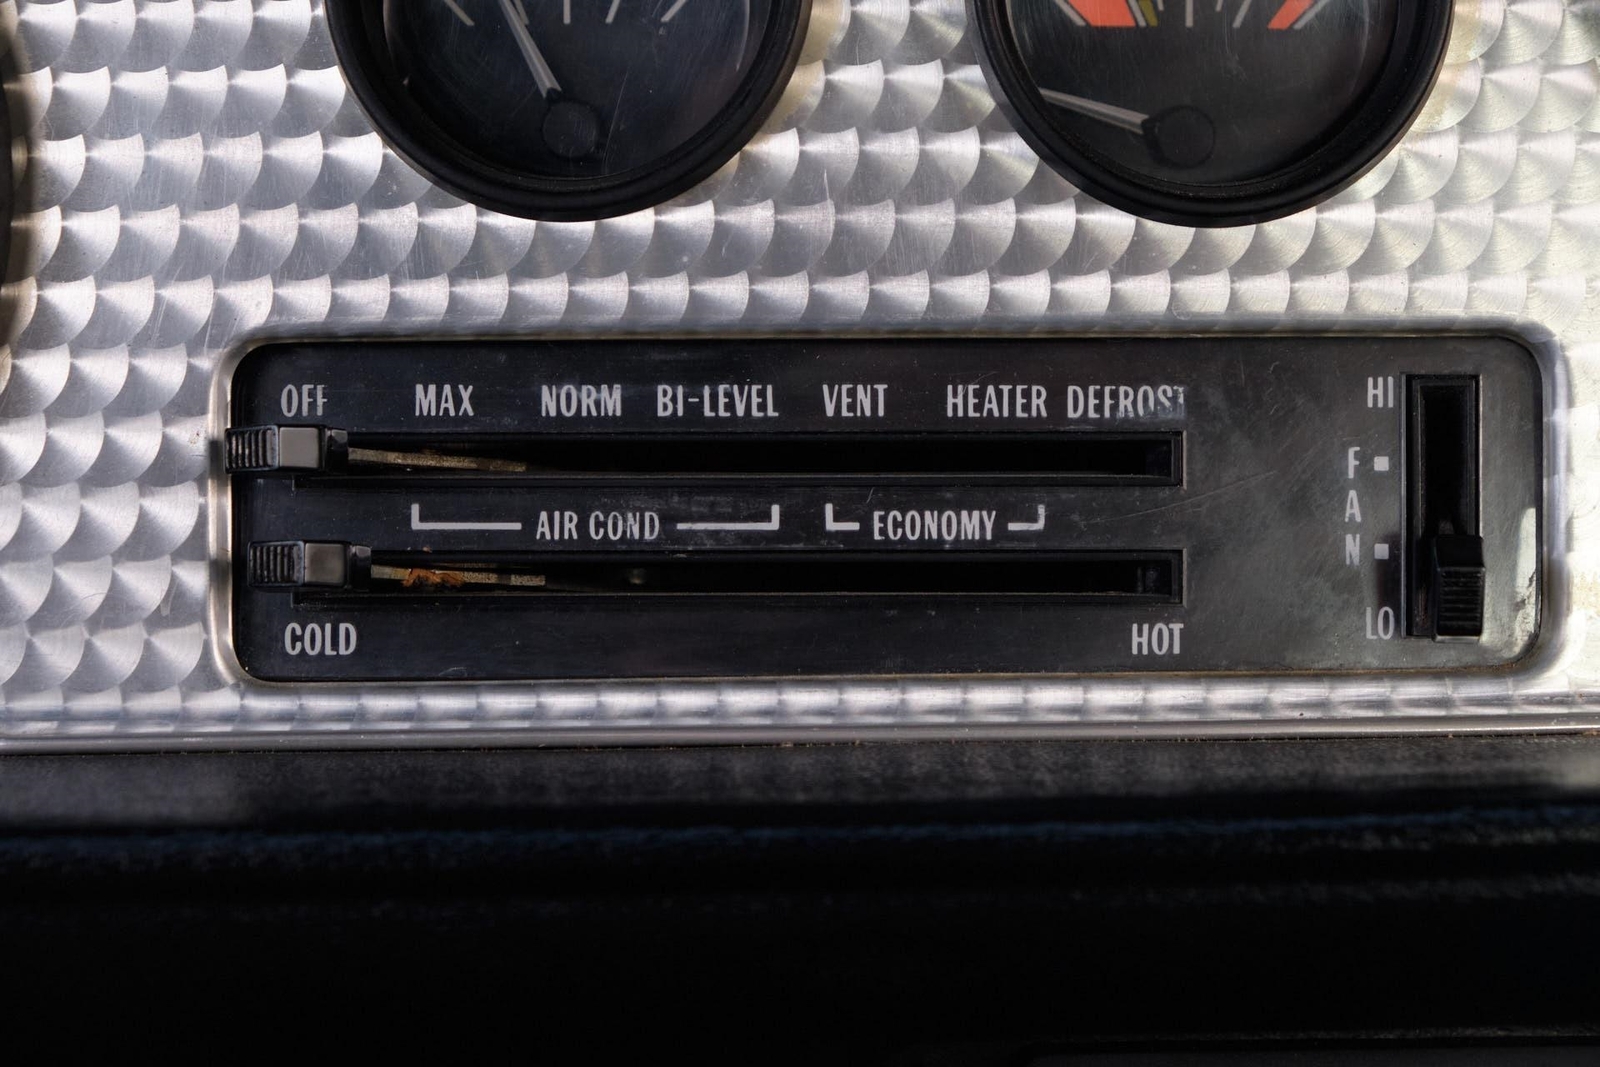 OFF MAX NORM BI-LEVEL VENT HEATER DEFROST
AIR COND ECONOMY
COLD HOT
HI
FAN
LO